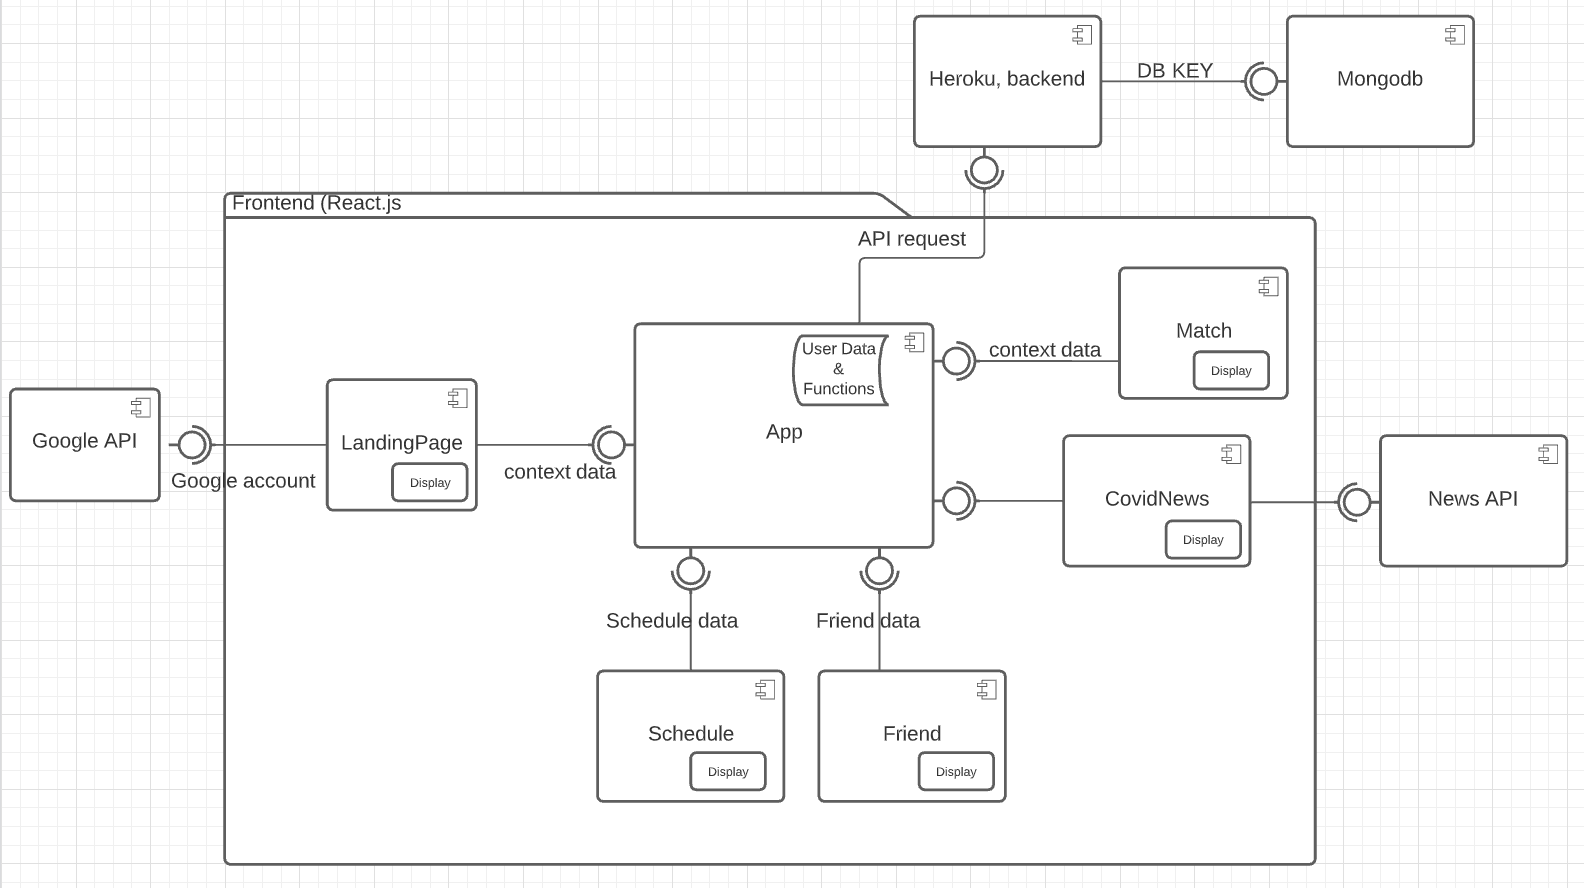 Heroku, backend
DB KEY
Mongodb
Frontend (React.js
API request
User Data
&
Functions
App
context data
Match
Display
Google API
Google account
LandingPage
Display
context data
CovidNews
Display
News API
Schedule data
Friend data
Schedule
Display
Friend
Display